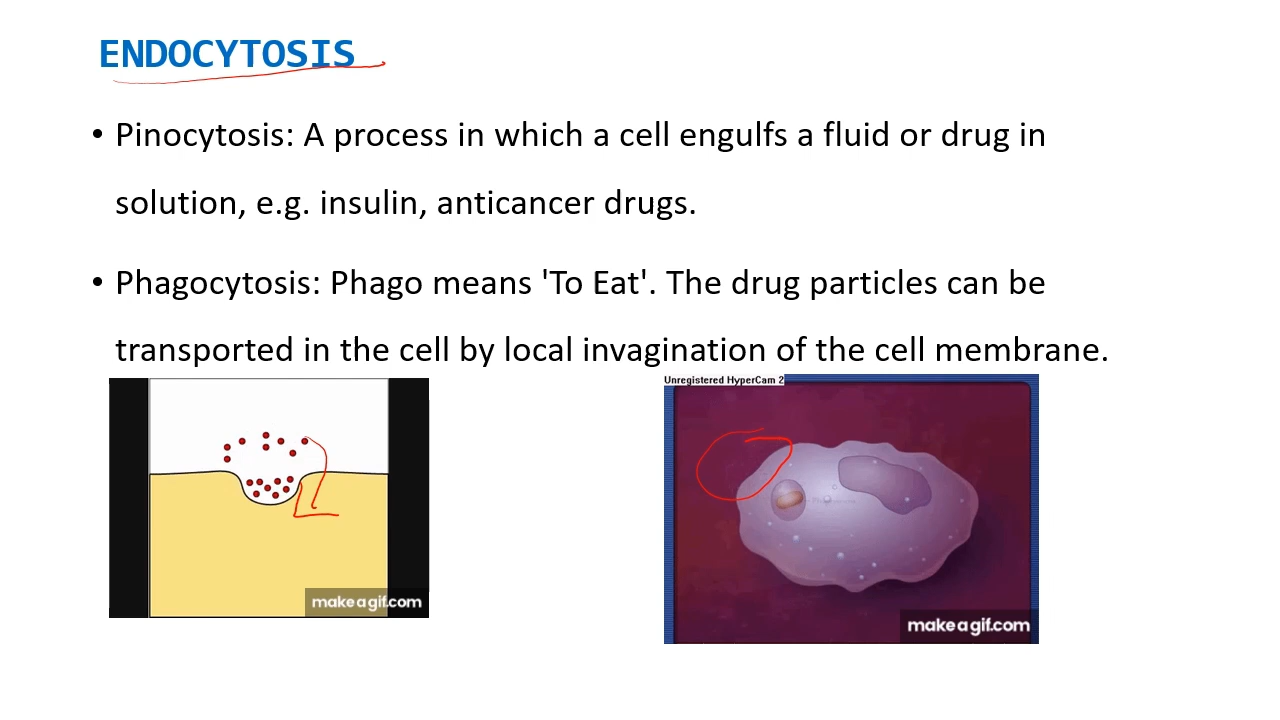 ENDOCYTOSIS
• Pinocytosis: A process in which a cell engulfs a fluid or drug in
solution, e.g. insulin, anticancer drugs.
• Phagocytosis: Phago means 'To Eat'. The drug particles can be
transported in the cell by local invagination of the cell membrane.
Unregistered HyperCam 2
makeagif.com
makeagif.com